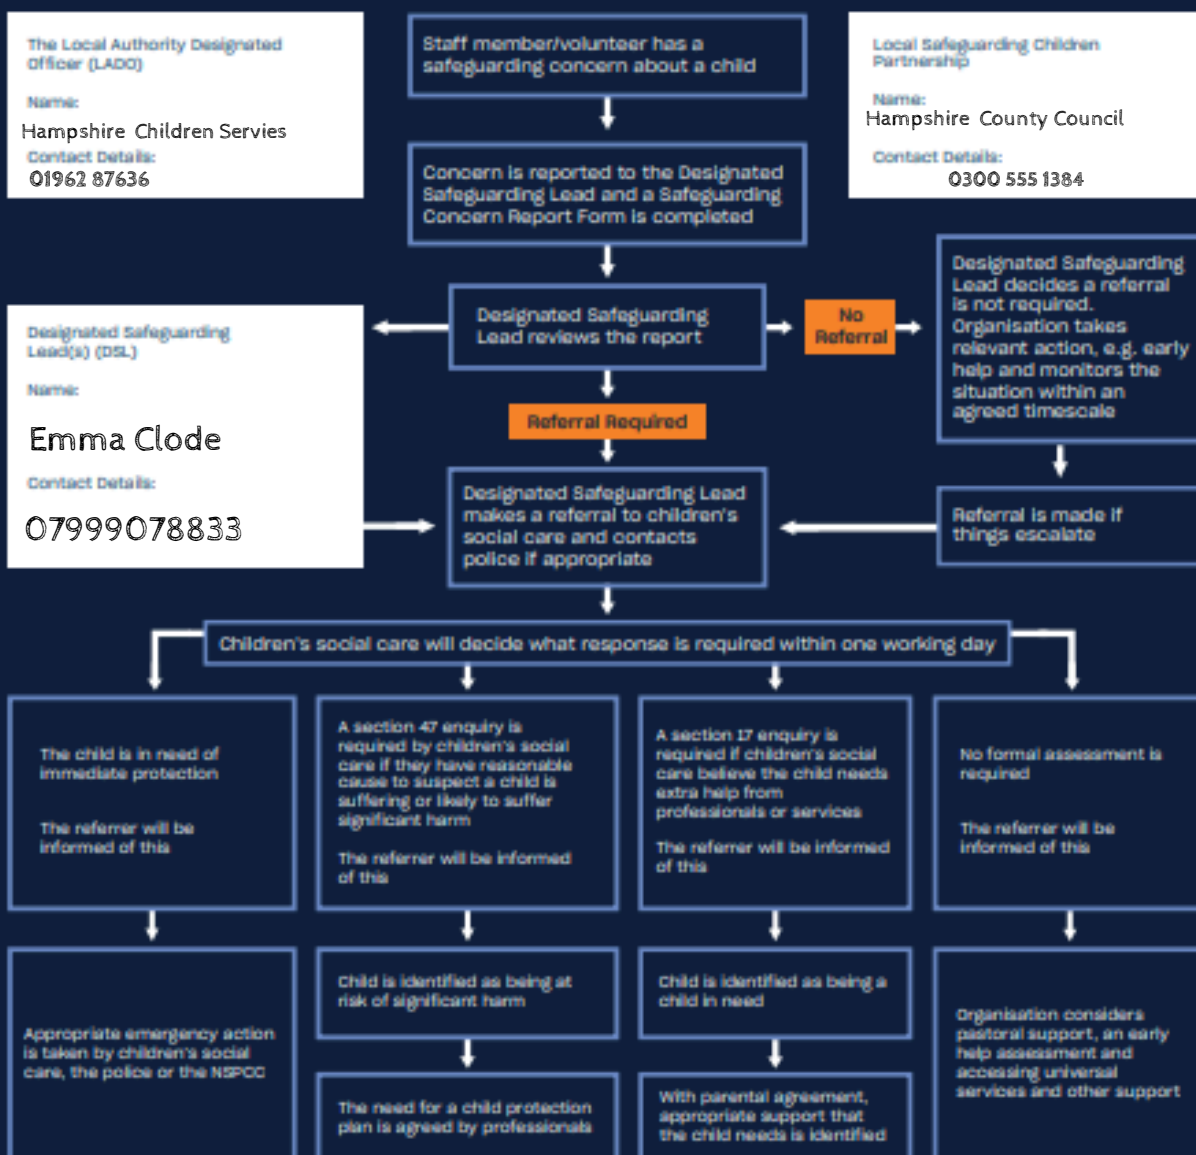 The Local Authority Designated
Officer (LADO)
Name:
Hampshire Children Servies
Contact Details:
01962 87636
Staff member/volunteer has a
safeguarding concern about a child
Local Safeguarding Children
Partnership
Name:
Hampshire County Council
Contact Details:
0300 555 1384
Concern is reported to the Designated
Safeguarding Lead and a Safeguarding
Concern Report Form is completed
Designated Safeguarding
Lead reviews the report
No
Referral
Designated Safeguarding
Lead decides a referral
is not required.
Organisation takes
relevant action, e.g. early
help and monitors the
situation within an
agreed timescale
Designated Safeguarding
Lead(s) (DSL)
Name:
Emma Clode
Contact Details:
07999078833
Referral Required
Designated Safeguarding Lead
makes a referral to children's
social care and contacts
police if appropriate
Referral is made if
things escalate
Children's social care will decide what response is required within one working day
The child is in need of
immediate protection
The referrer will be
informed of this
A section 47 enquiry is
required by children's social
care if they have reasonable
cause to suspect a child is
suffering or likely to suffer
significant harm
The referrer will be informed
of this
A section 17 enquiry is
required if children's social
care believe the child needs
extra help from
professionals or services
The referrer will be informed
of this
No formal assessment is
required
The referrer will be
informed of this
Appropriate emergency action
is taken by children's social
care, the police or the NSPCC
Child is identified as being at
risk of significant harm
Child is identified as being a
child in need
Organisation considers
pastoral support, an early
help assessment and
accessing universal
services and other support
The need for a child protection
plan is agreed by professionals
With parental agreement,
appropriate support that
the child needs is identified